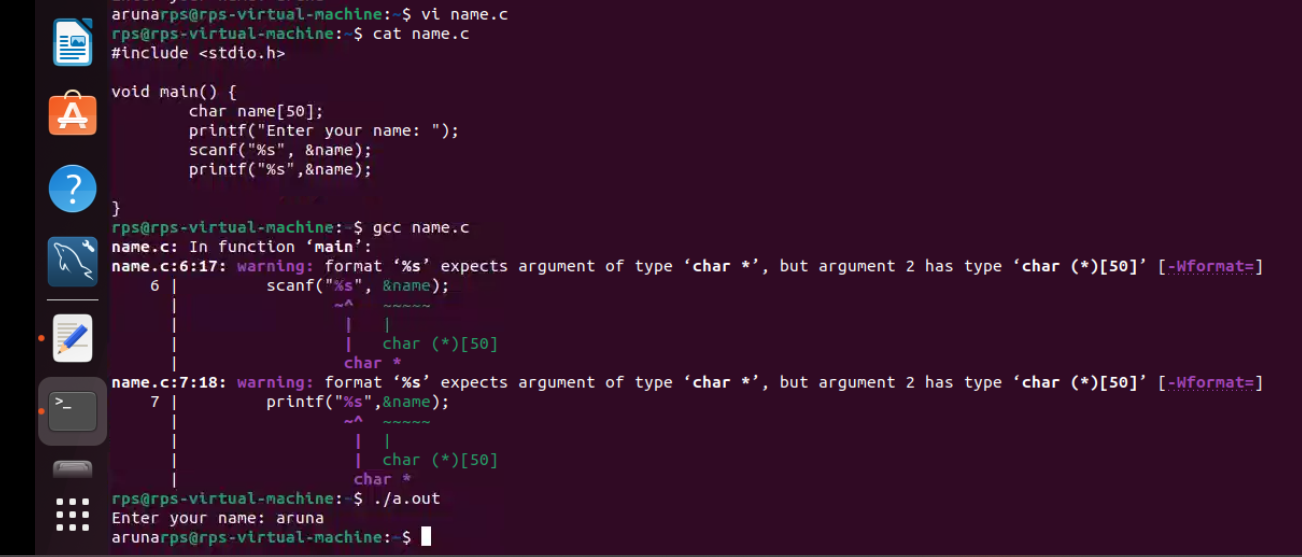 arunarps@rps-virtual-machine:~$ vi name.c
rps@rps-virtual-machine:~$ cat name.c
#include <stdio.h>

void main() {
        char name[50];
        printf("Enter your name: ");
        scanf("%s", &name);
        printf("%s",&name);

}
rps@rps-virtual-machine:~$ gcc name.c
name.c: In function ‘main’:
name.c:6:17: warning: format ‘%s’ expects argument of type ‘char *’, but argument 2 has type ‘char (*)[50]’ [-Wformat=]
    6 |         scanf("%s", &name);
      |                ~^   ~~~~~
      |                 |   |
      |                 |   char (*)[50]
      |                 char *
name.c:7:18: warning: format ‘%s’ expects argument of type ‘char *’, but argument 2 has type ‘char (*)[50]’ [-Wformat=]
    7 |         printf("%s",&name);
      |                 ~^  ~~~~~
      |                  |  |
      |                  |  char (*)[50]
      |                  char *
rps@rps-virtual-machine:~$ ./a.out
Enter your name: aruna
arunarps@rps-virtual-machine:~$